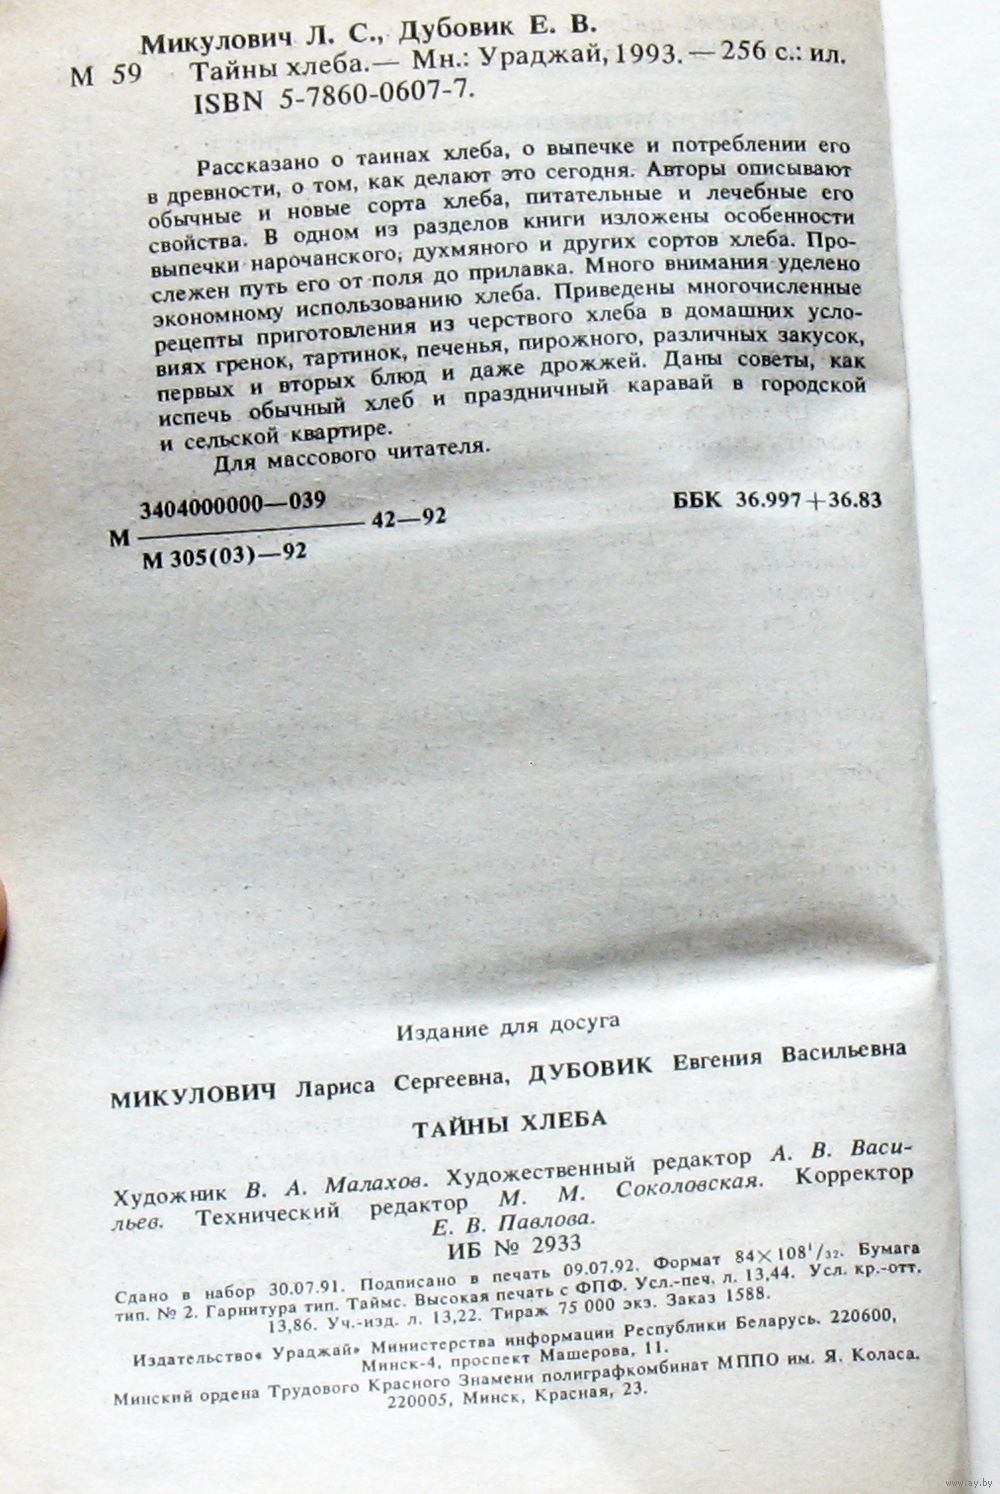 Микулович Л. С., Дубовик Е. В.
М 59 Тайны хлеба.— Мн.: Ураджай, 1993.— 256 с.: ил.
ISBN 5-7860-0607-7.
Рассказано о таинах хлеба, о выпечке и потреблении его
в древности, о том, как делают это сегодня. Авторы описывают
обычные и новые сорта хлеба, питательные и лечебные его
свойства. В одном из разделов книги изложены особенности
выпечки нарочанского, духмяного и других сортов хлеба. Про-
слежен путь его от поля до прилавка. Много внимания уделено
экономному использованию хлеба. Приведены многочисленные
рецепты приготовления из черствого хлеба в домашних усло-
виях гренок, тартинок, печенья, пирожного, различных закусок,
первых и вторых блюд и даже дрожжей. Даны советы, как
испечь обычный хлеб и праздничный каравай в городской
и сельской квартире.
Для массового читателя.
3404000000—039
М 42—92 ББК 36.997+36.83
М 305(03)—92
Издание для досуга
МИКУЛОВИЧ Лариса Сергеевна, ДУБОВИК Евгения Васильевна
ТАЙНЫ ХЛЕБА
Художник В. А. Малахов. Художественный редактор А. В. Васи-
льев. Технический редактор М. М. Соколовская. Корректор
Е. В. Павлова.
ИБ № 2933
Сдано в набор 30.07.91. Подписано в печать 09.07.92. Формат 84×108¹/₃₂. Бумага
тип. № 2. Гарнитура тип. Таймс. Высокая печать с ФПФ. Усл.-печ. л. 13,44. Усл. кр.-отт.
13,86. Уч.-изд. л. 13,22. Тираж 75 000 экз. Заказ 1588.
Издательство« Ураджай» Министерства информации Республики Беларусь. 220600,
Минск-4, проспект Машерова, 11.
Минский ордена Трудового Красного Знамени полиграфкомбинат МППО им. Я. Коласа.
220005, Минск, Красная, 23.
www.ay.by